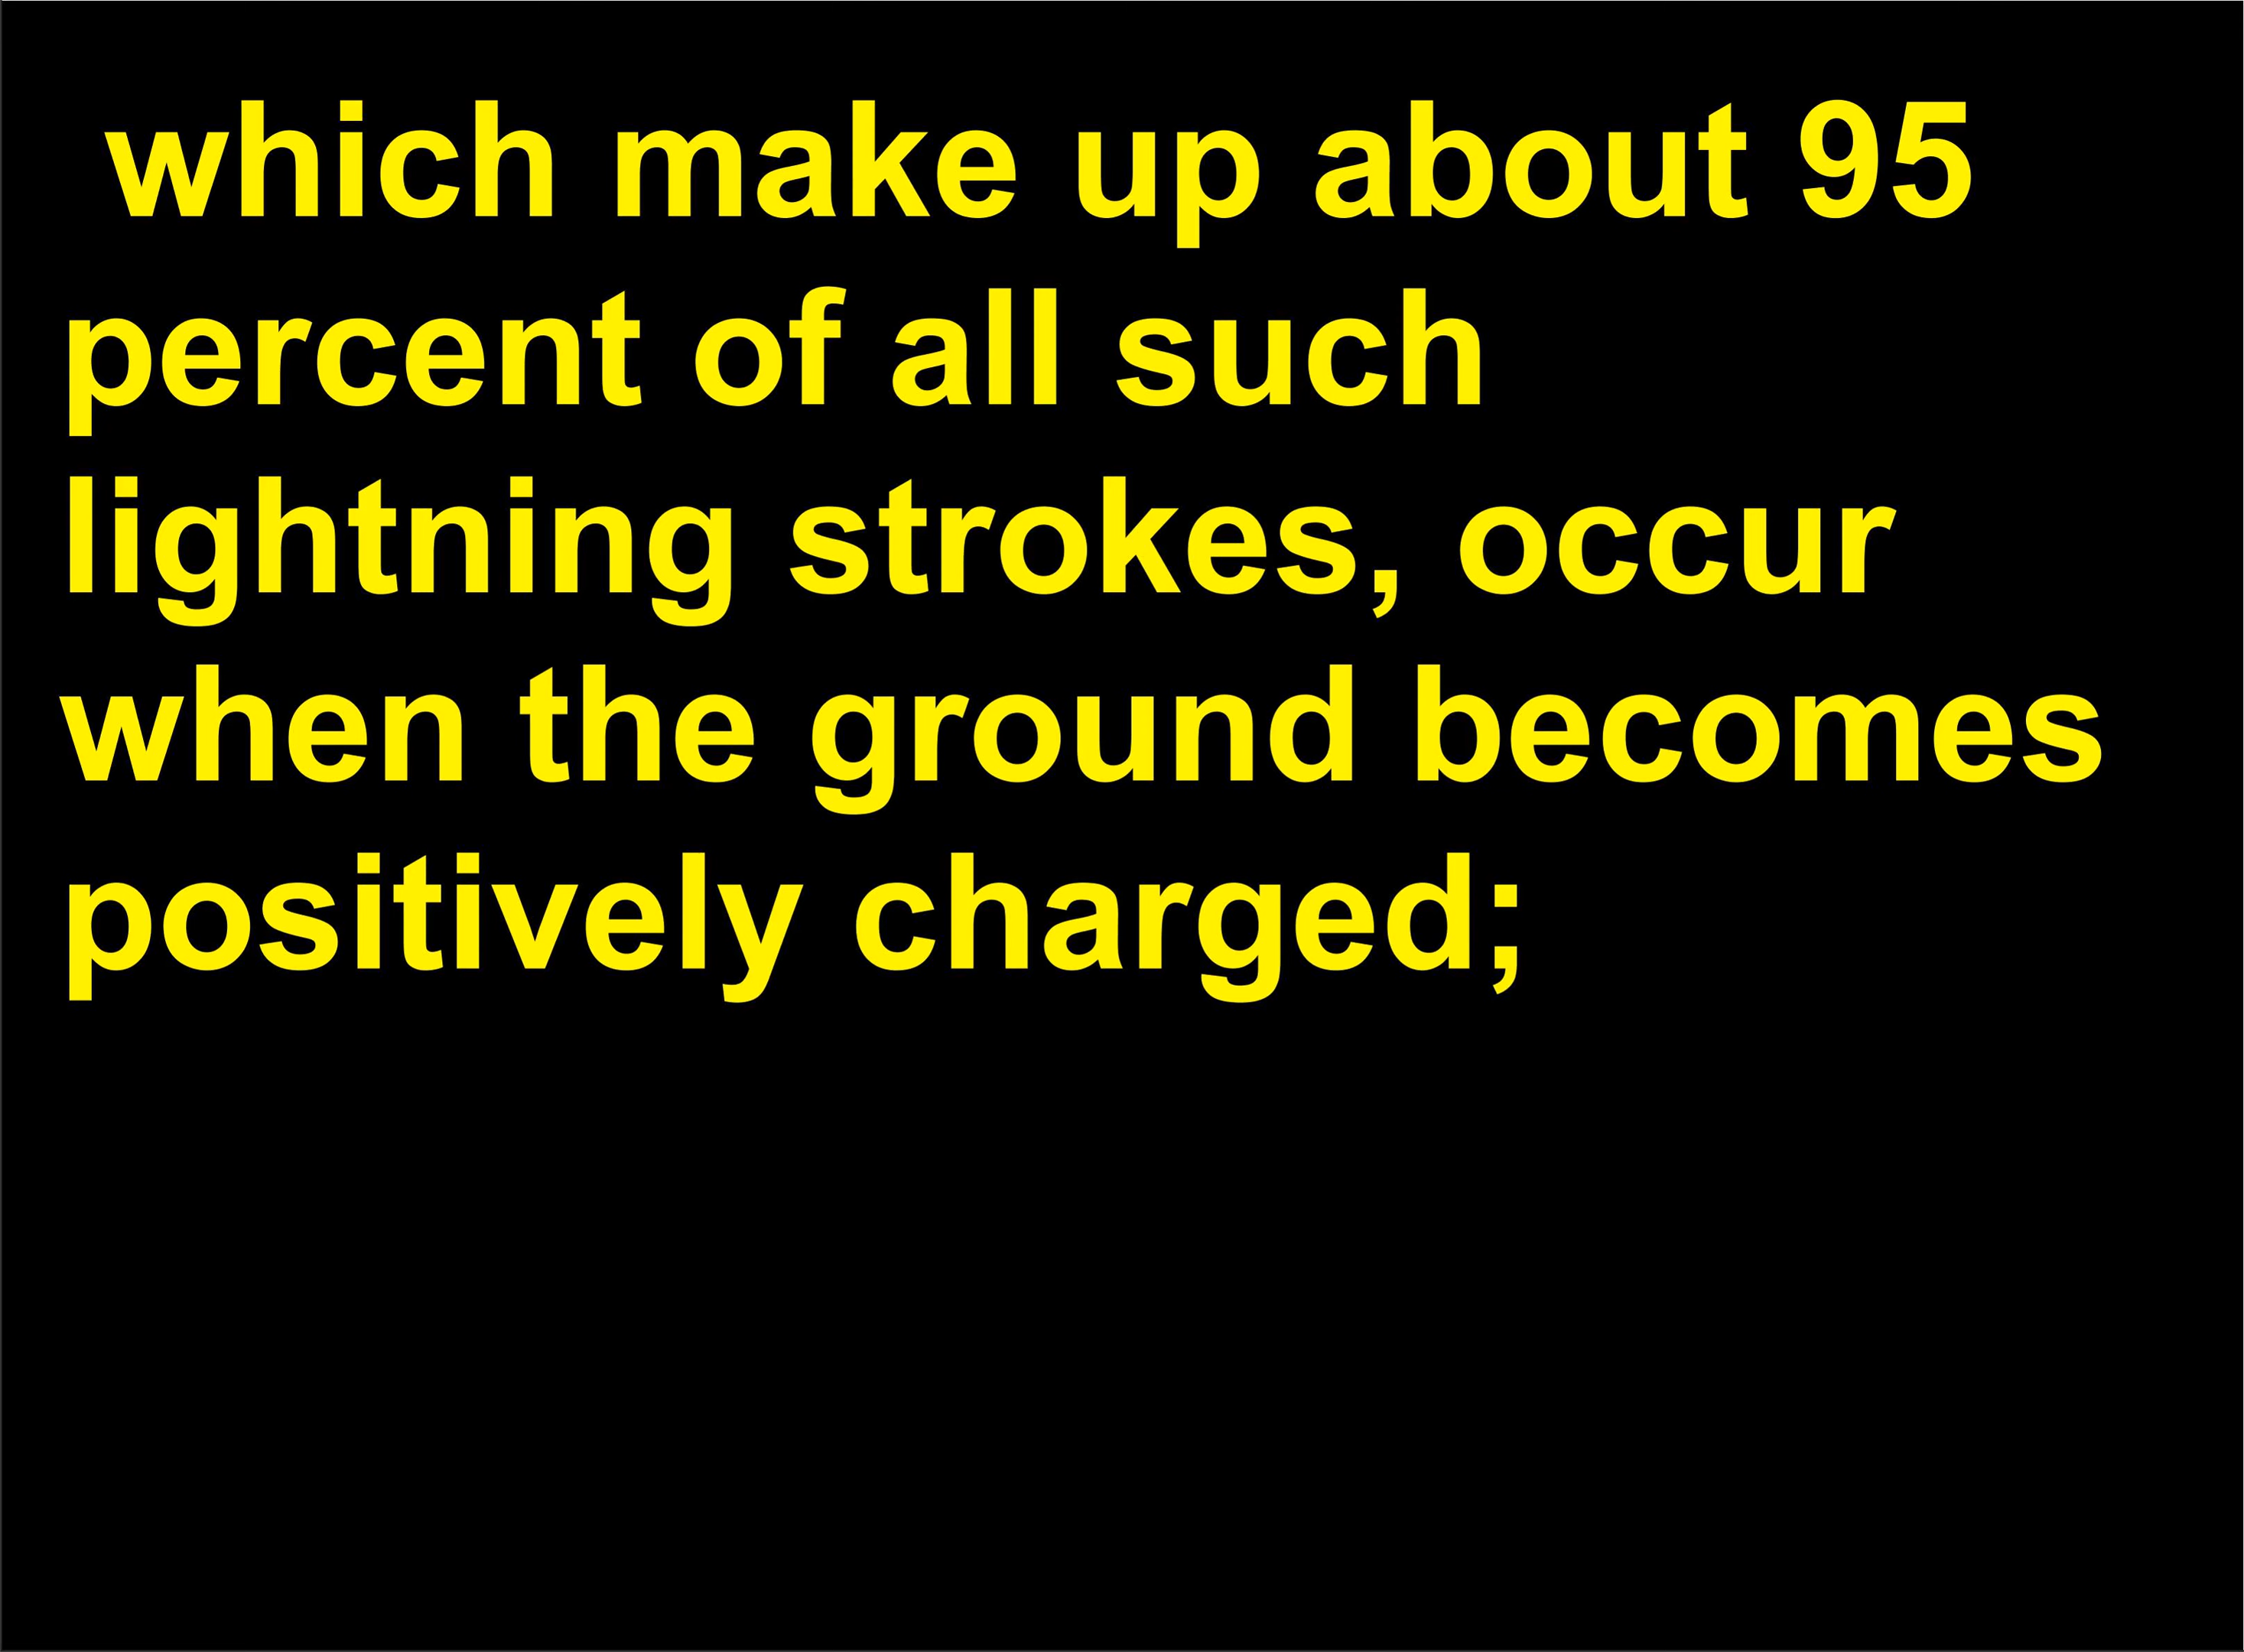 which make up about 95
percent of all such
lightning strokes, occur
when the ground becomes
positively charged;